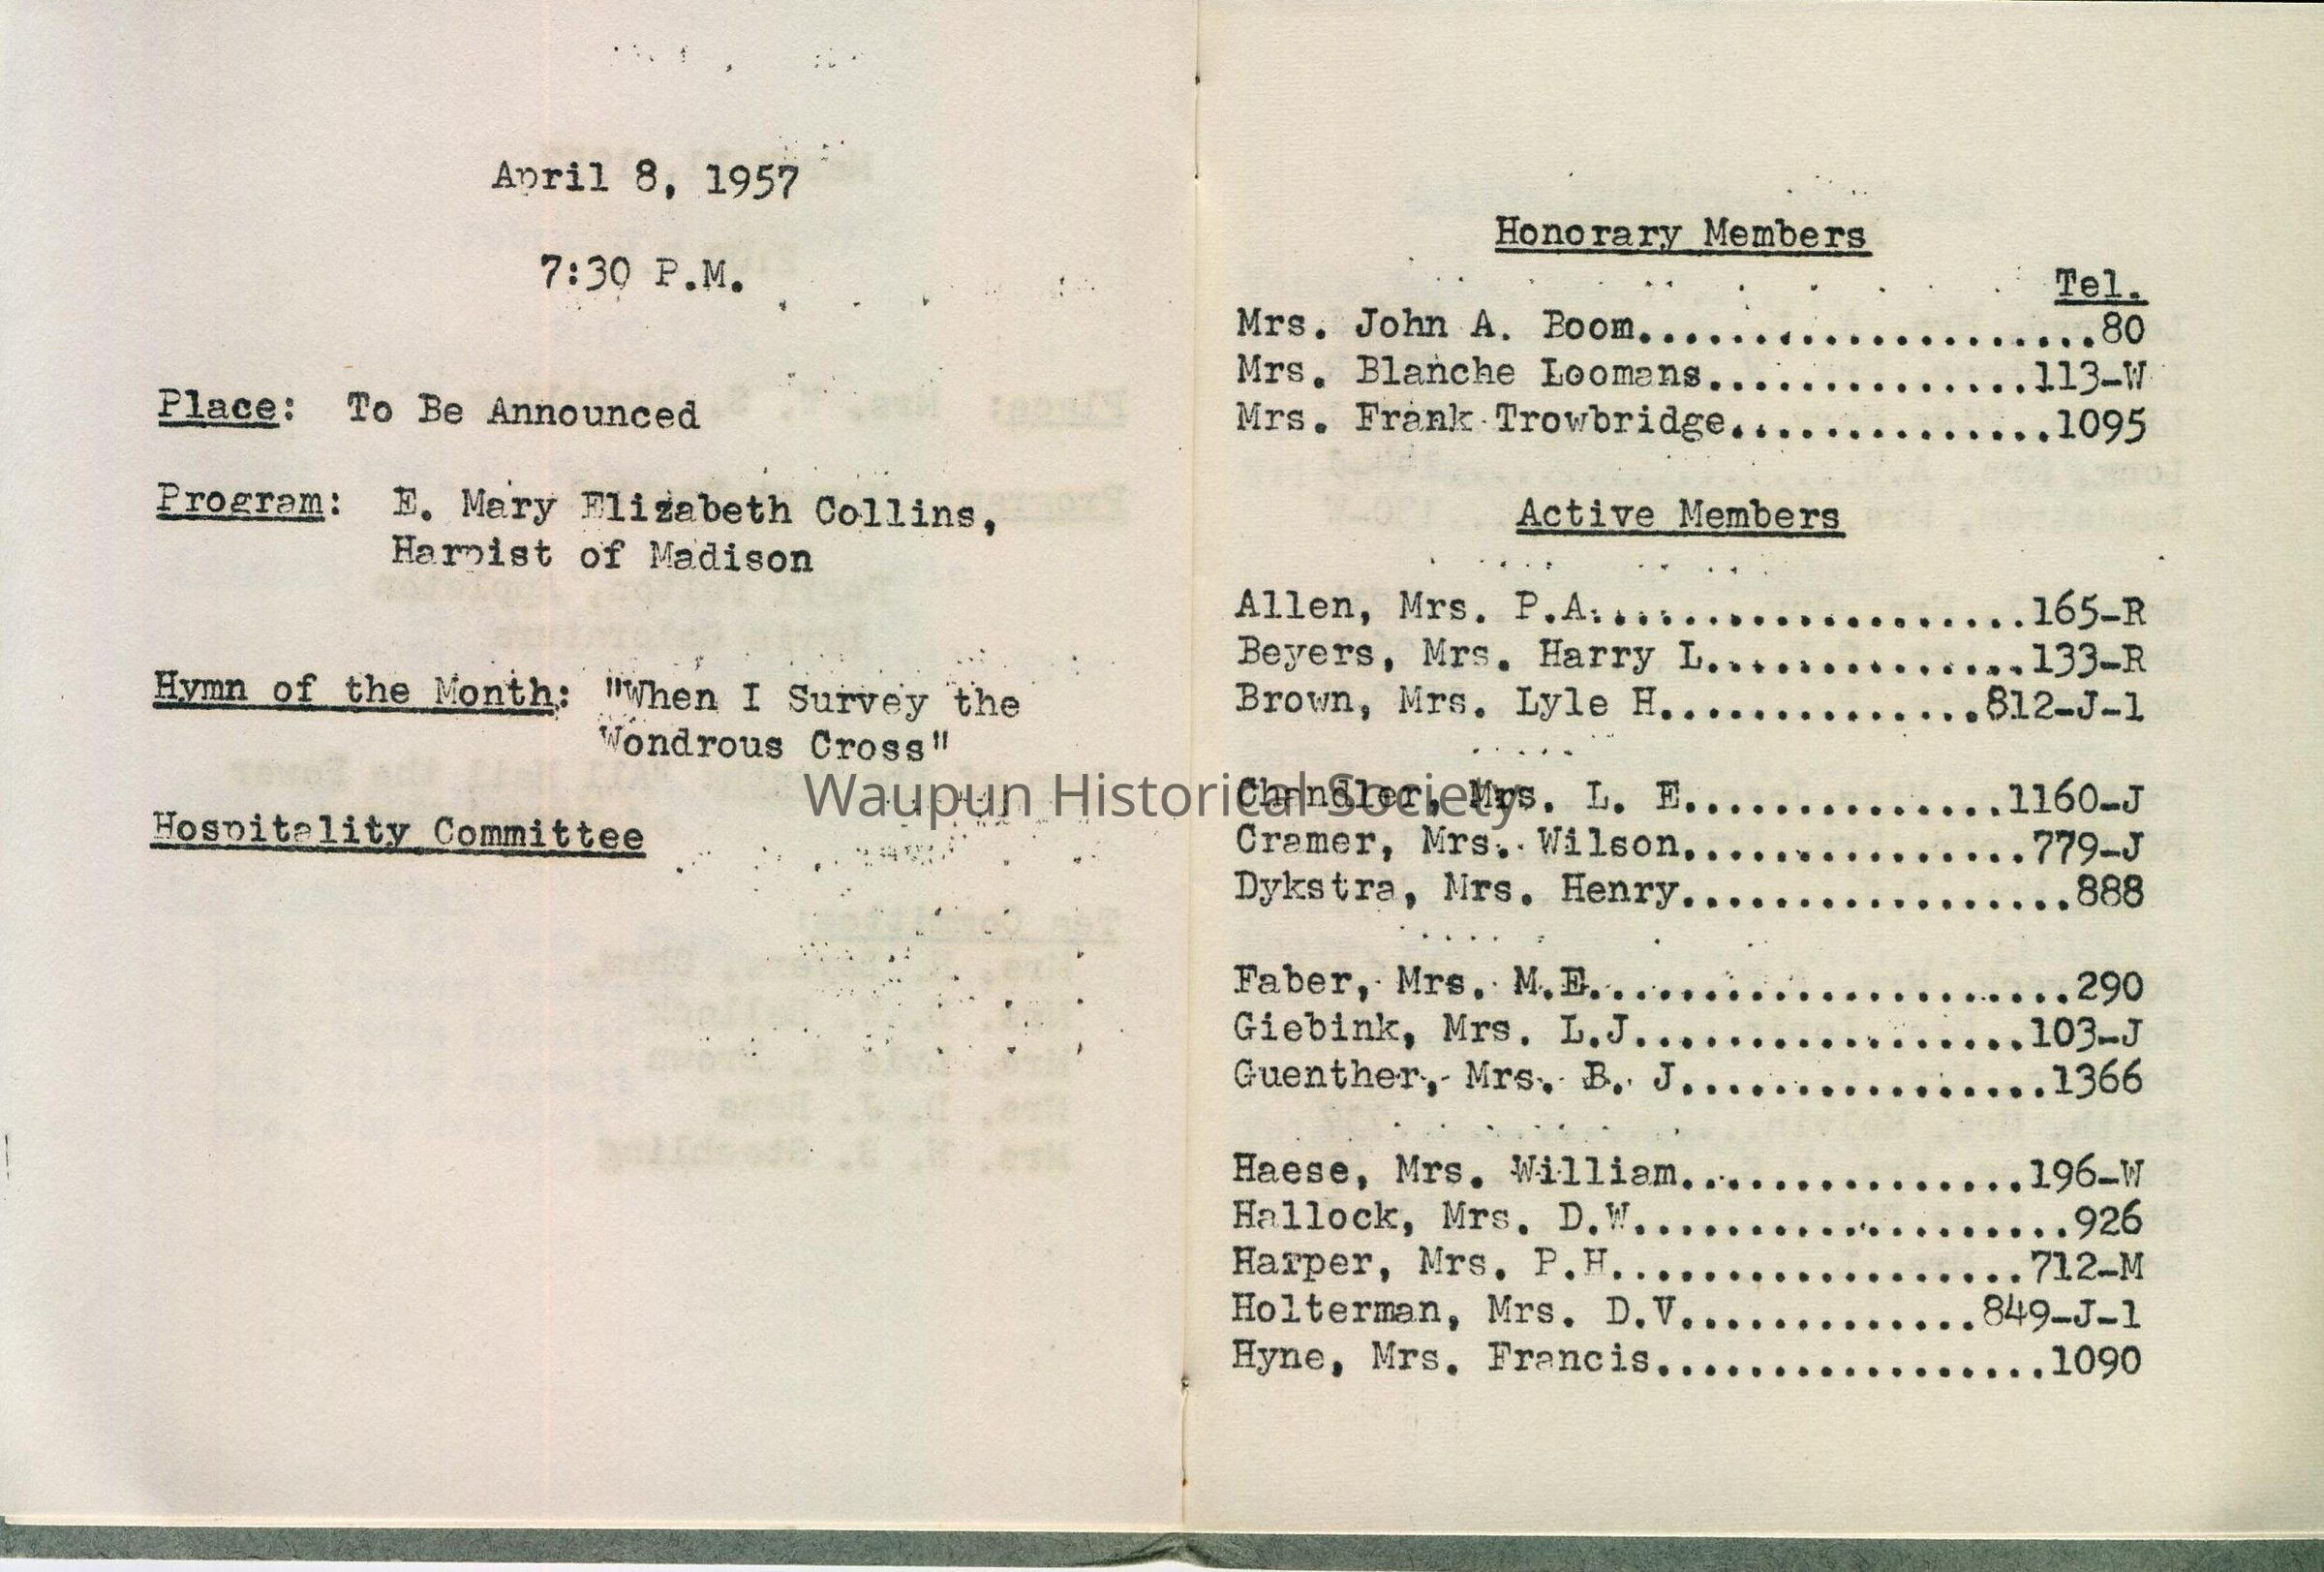 April 8, 1957
7:30 P.M.
Place: To Be Announced
Program: E. Mary Elizabeth Collins,
Harpist of Madison
Hymn of the Month: "When I Survey the
Wondrous Cross"
Hospitality Committee
Honorary Members
Tel.
Mrs. John A. Boom....................80
Mrs. Blanche Loomans..............113-W
Mrs. Frank Trowbridge..............1095
Active Members
Allen, Mrs. P.A...................165-R
Beyers, Mrs. Harry L..............133-R
Brown, Mrs. Lyle H..............812-J-1
Chandler, Mrs. L. E..............1160-J
Cramer, Mrs. Wilson...............779-J
Dykstra, Mrs. Henry.................888
Faber, Mrs. M.E.....................290
Giebink, Mrs. L.J.................103-J
Guenther, Mrs. B. J................1366
Haese, Mrs. William...............196-W
Hallock, Mrs. D.W...................926
Harper, Mrs. P.H..................712-M
Holterman, Mrs. D.V.............849-J-1
Hyne, Mrs. Francis.................1090
Waupun Historical Society